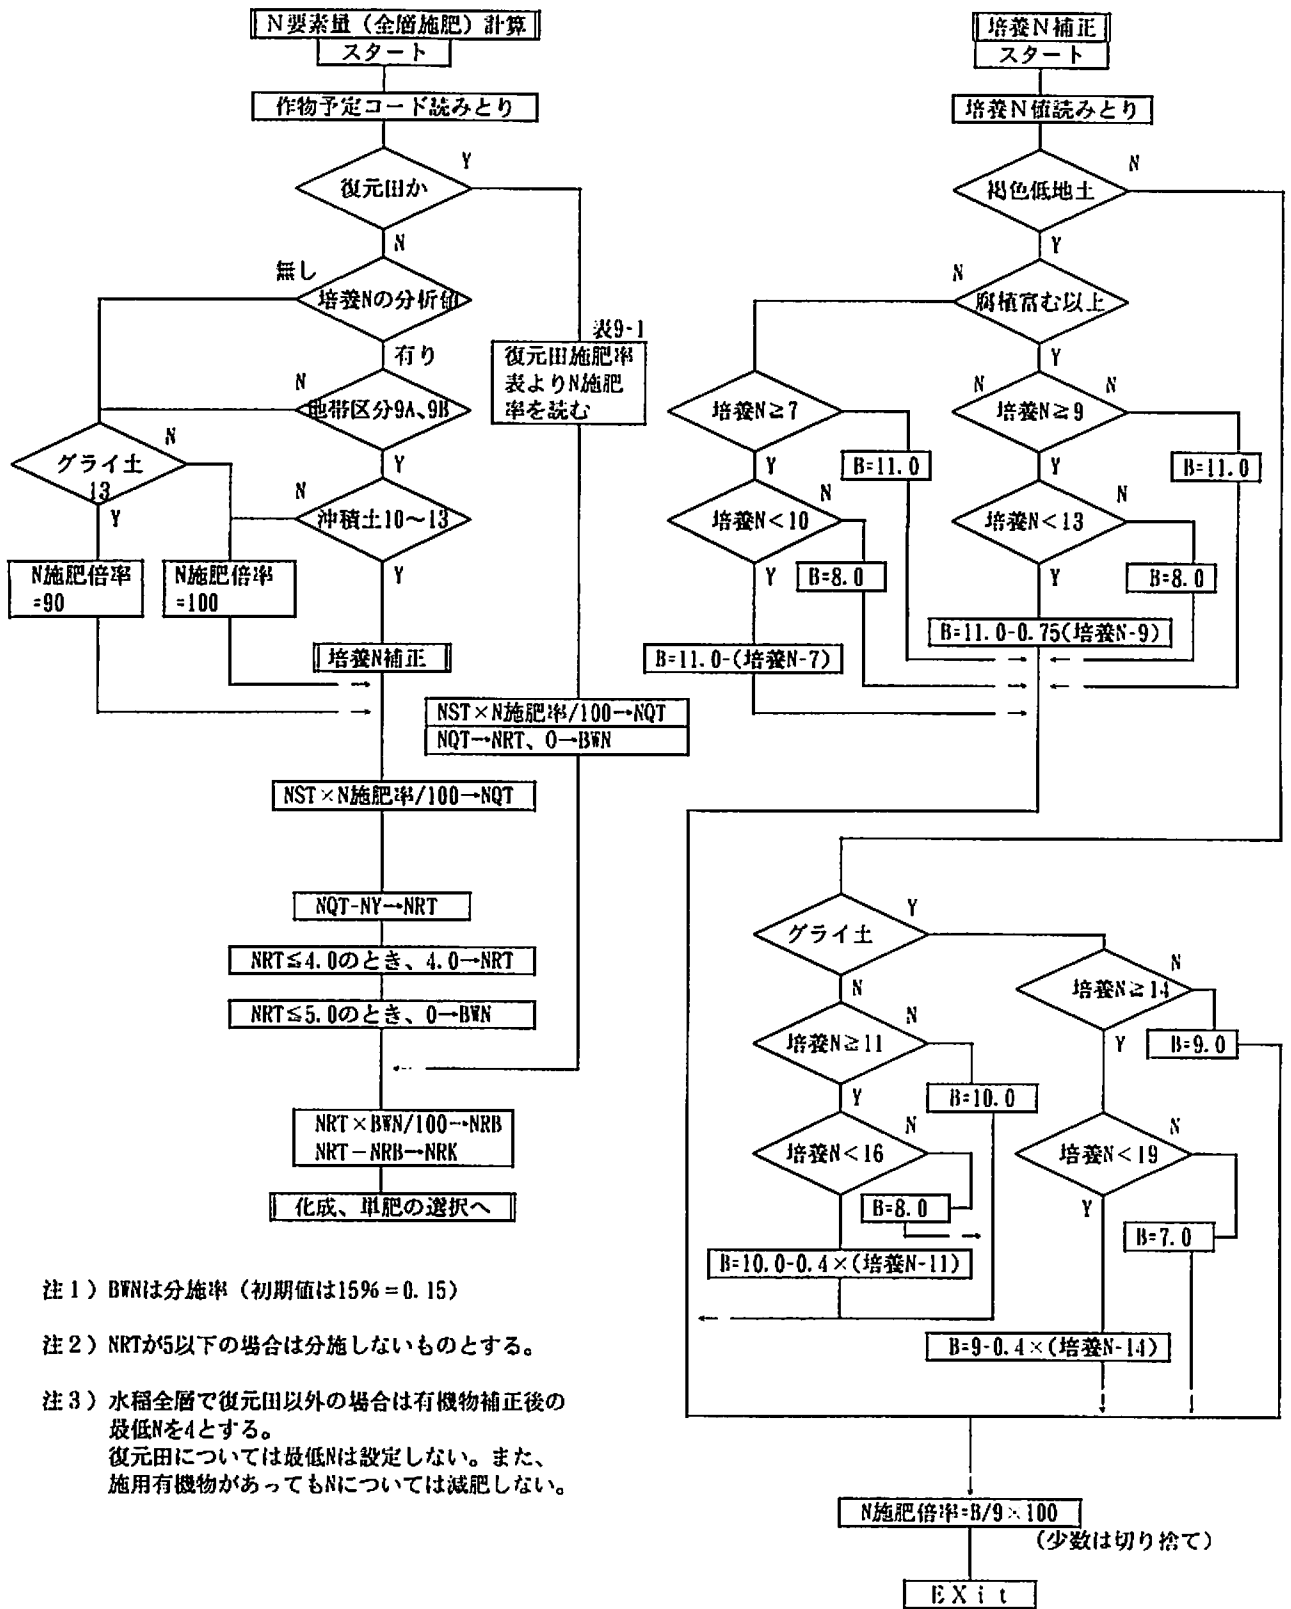 N要素量（全層施肥）計算
スタート
作物予定コード読みとり
復元田か
Y
N
無し
培養Nの分析値
有り
表9-1
復元田施肥率
表よりN施肥
率を読む
N
地帯区分9A、9B
Y
グライ土
13
N
Y
N
沖積土10～13
Y
N施肥倍率
=90
N施肥倍率
=100
培養N補正
NST×N施肥率/100→NQT
NQT→NRT、0→BWN
NST×N施肥率/100→NQT
NQT-NY→NRT
NRT≦4.0のとき、4.0→NRT
NRT≦5.0のとき、0→BWN
NRT×BWN/100→NRB
NRT－NRB→NRK
化成、単肥の選択へ
注１）BWNは分施率（初期値は15%＝0.15）
注２）NRTが5以下の場合は分施しないものとする。
注３）水稲全層で復元田以外の場合は有機物補正後の
最低Nを4とする。
復元田については最低Nは設定しない。また、
施用有機物があってもNについては減肥しない。
培養N補正
スタート
培養N値読みとり
褐色低地土
N
Y
N
腐植富む以上
Y
培養N≧7
N
N
培養N≧9
N
Y
B=11.0
Y
B=11.0
培養N＜10
N
培養N＜13
N
Y
B=8.0
Y
B=8.0
B=11.0-0.75(培養N-9)
B=11.0-(培養N-7)
グライ土
Y
N
培養N≧14
N
培養N≧11
N
Y
B=9.0
Y
B=10.0
培養N＜16
N
培養N＜19
N
B=8.0
Y
B=7.0
B=10.0-0.4×(培養N-11)
B=9-0.4×(培養N-14)
N施肥倍率=B/9×100
（少数は切り捨て）
EXit